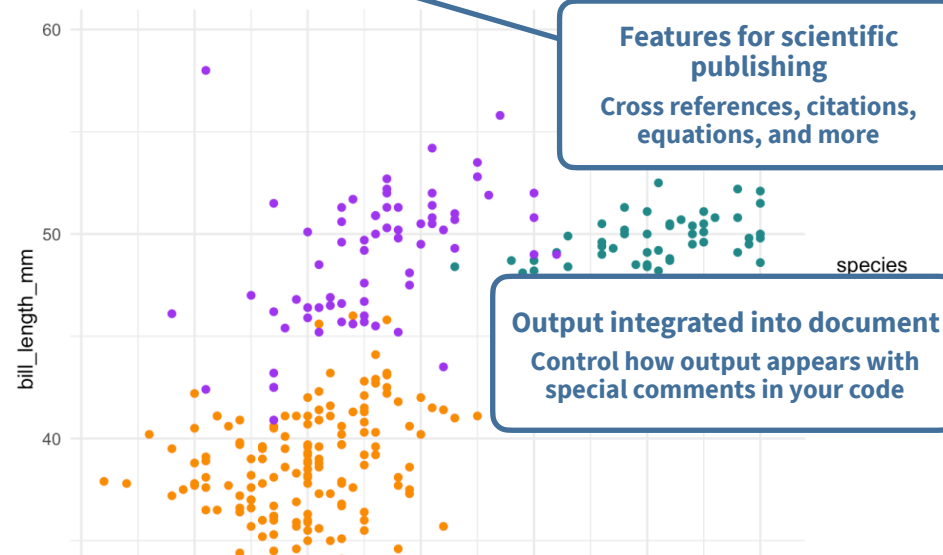 60
Features for scientific
publishing
Cross references, citations,
equations, and more
50
bill_length_mm
species
Output integrated into document
Control how output appears with
special comments in your code
40